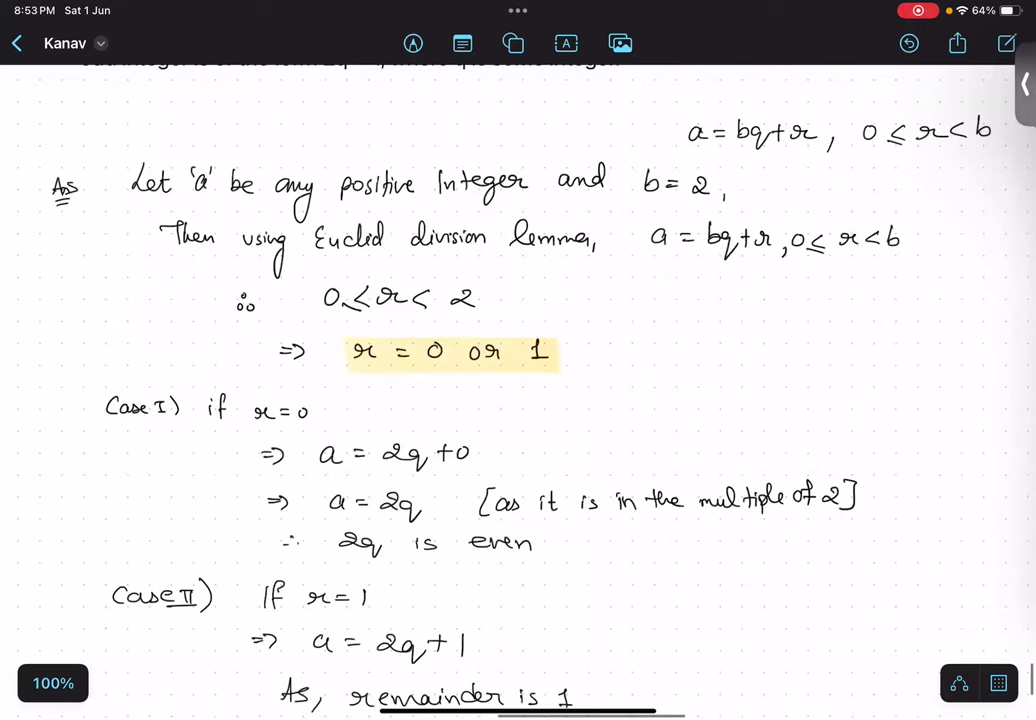 8:53 PM Sat 1 Jun
64%
Kanav
A
a = bq+r, 0 ≤ r < b
Ans Let 'a' be any positive Integer and b = 2,
Then using Euclid division lemma, a = bq+r, 0 ≤ r < b
∴ 0 ≤ r < 2
⇒ r = 0 or 1
Case I) if r = 0
⇒ a = 2q + 0
⇒ a = 2q [as it is in the multiple of 2]
∴ 2q is even
Case II) If r = 1
⇒ a = 2q + 1
As, remainder is 1
100%